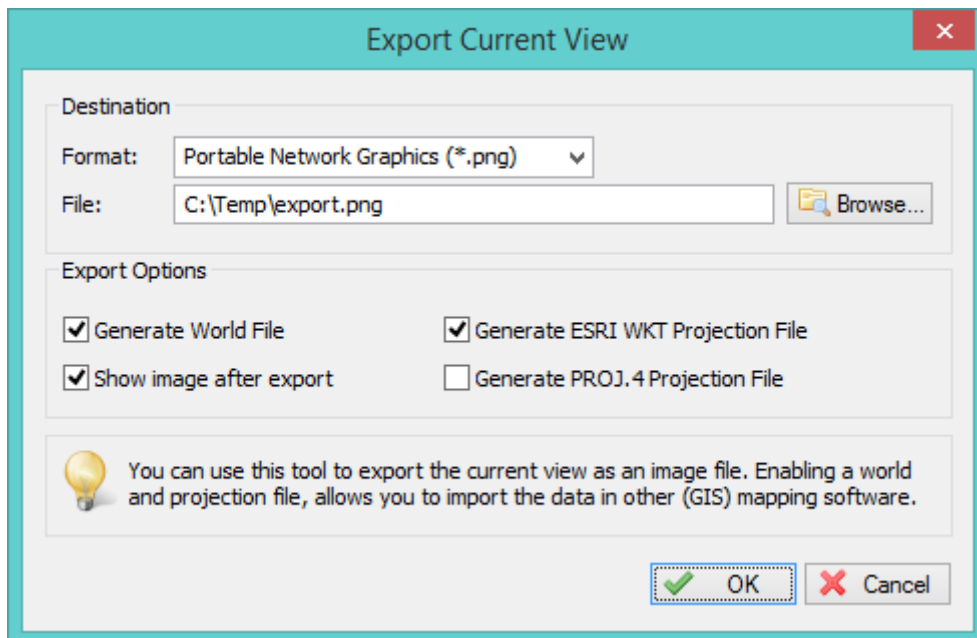 Export Current View
Destination
Format: Portable Network Graphics (*.png)
File: C:\Temp\export.png Browse...
Export Options
Generate World File Generate ESRI WKT Projection File
Show image after export Generate PROJ.4 Projection File
You can use this tool to export the current view as an image file. Enabling a world
and projection file, allows you to import the data in other (GIS) mapping software.
OK Cancel